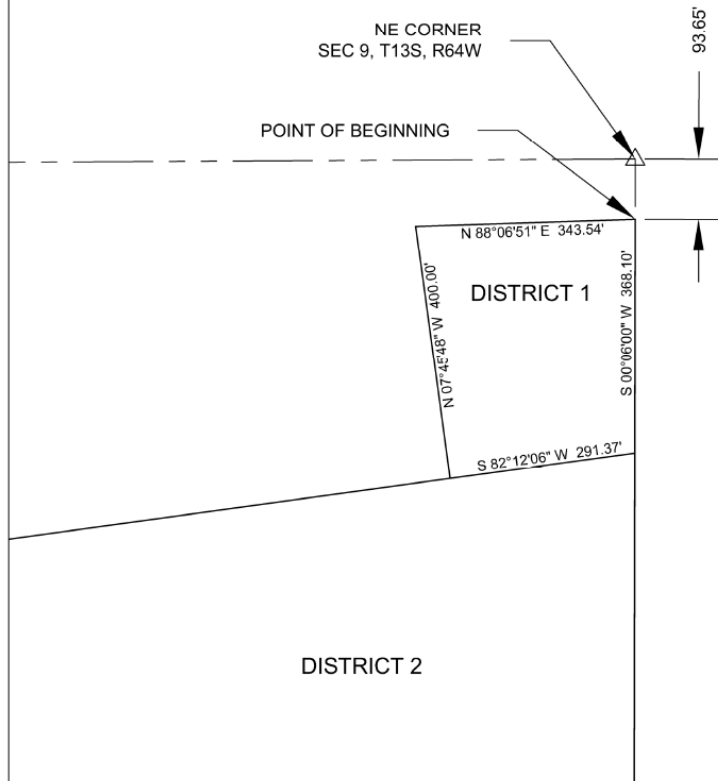 NE CORNER
SEC 9, T13S, R64W
93.65'
POINT OF BEGINNING
N 88°06'51" E 343.54'
DISTRICT 1
N 07°45'48" W 400.00'
S 00°06'00" W 368.10'
S 82°12'06" W 291.37'
DISTRICT 2